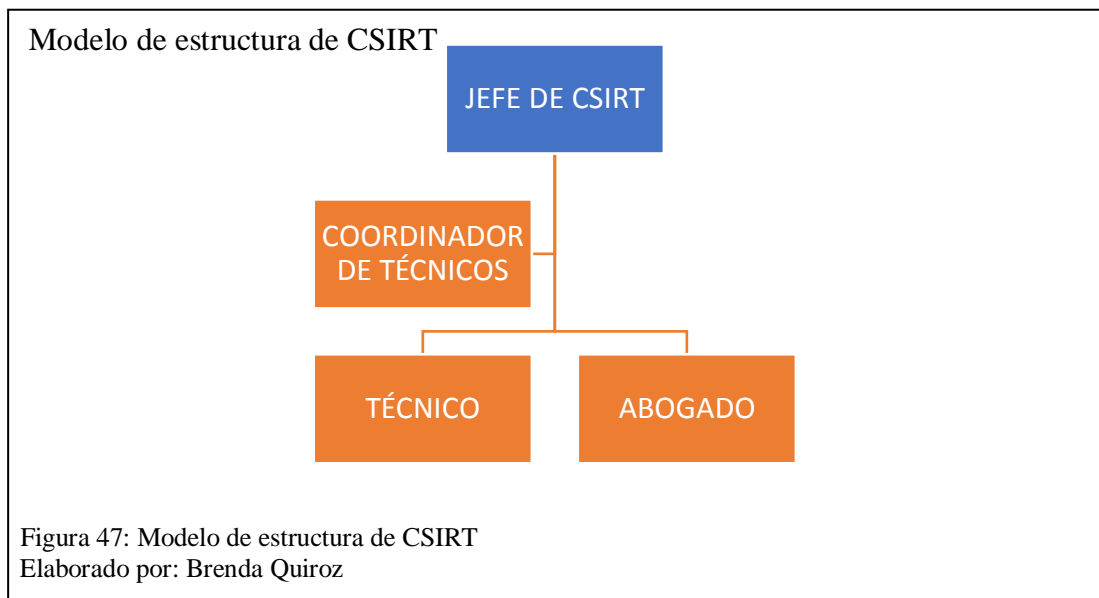 Modelo de estructura de CSIRT
JEFE DE CSIRT
COORDINADOR
DE TÉCNICOS
TÉCNICO
ABOGADO
Figura 47: Modelo de estructura de CSIRT
Elaborado por: Brenda Quiroz